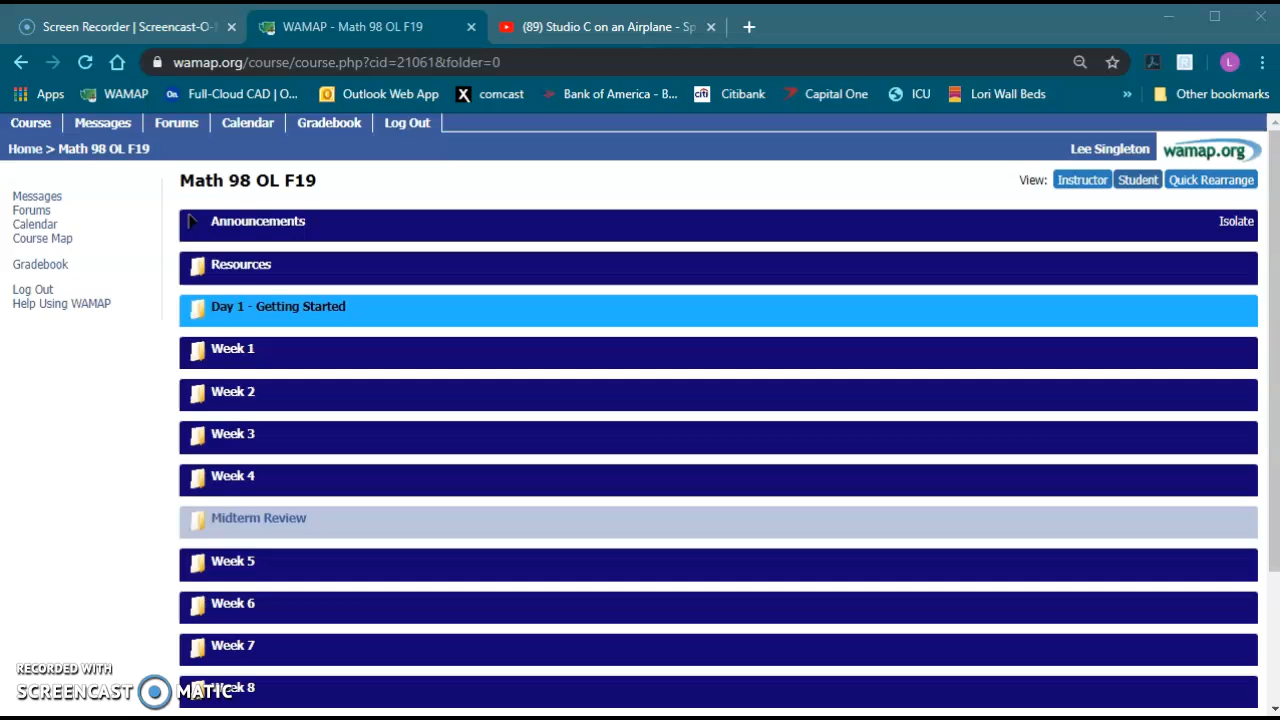 Screen Recorder | Screencast-O- WAMAP - Math 98 OL F19 (89) Studio C on an Airplane - Sp
wamap.org/course/course.php?cid=21061&folder=0 L
Apps WAMAP On Full-Cloud CAD | O... Outlook Web App X comcast Bank of America - B... citi Citibank Capital One ICU Lori Wall Beds » Other bookmarks
Course Messages Forums Calendar Gradebook Log Out
Home > Math 98 OL F19 Lee Singleton wamap.org
Math 98 OL F19 View: Instructor Student Quick Rearrange
Messages
Forums
Calendar
Course Map
Gradebook
Log Out
Help Using WAMAP
Announcements Isolate
Resources
Day 1 - Getting Started
Week 1
Week 2
Week 3
Week 4
Midterm Review
Week 5
Week 6
Week 7
Week 8
RECORDED WITH
SCREENCAST MATIC